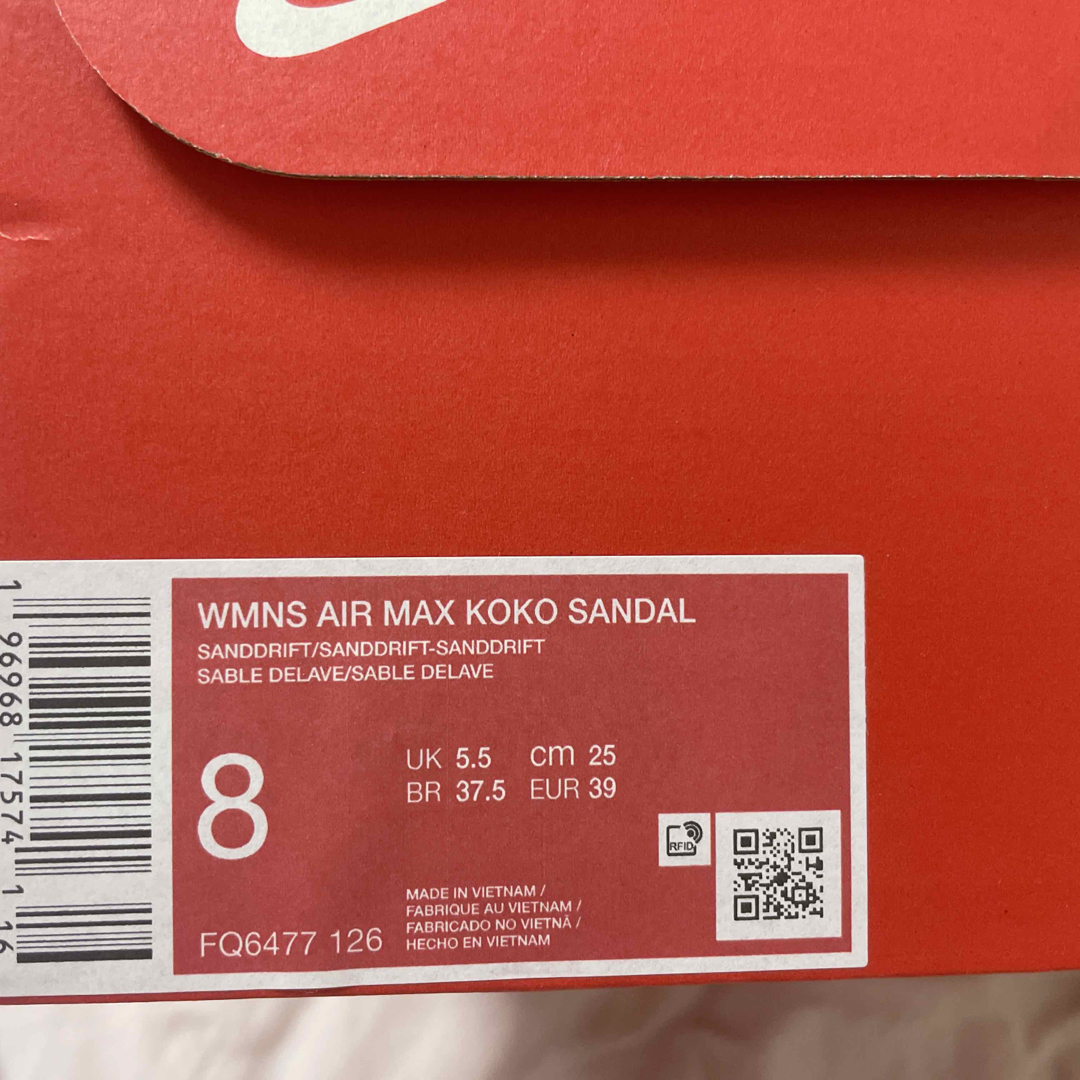 WMNS AIR MAX KOKO SANDAL
SANDDRIFT/SANDDRIFT-SANDDRIFT
SABLE DELAVE/SABLE DELAVE
8
UK 5.5 cm 25
BR 37.5 EUR 39
RFID
MADE IN VIETNAM /
FABRIQUE AU VIETNAM /
FABRICADO NO VIETNÃ /
HECHO EN VIETNAM
FQ6477 126
1 96968 17574 1 16